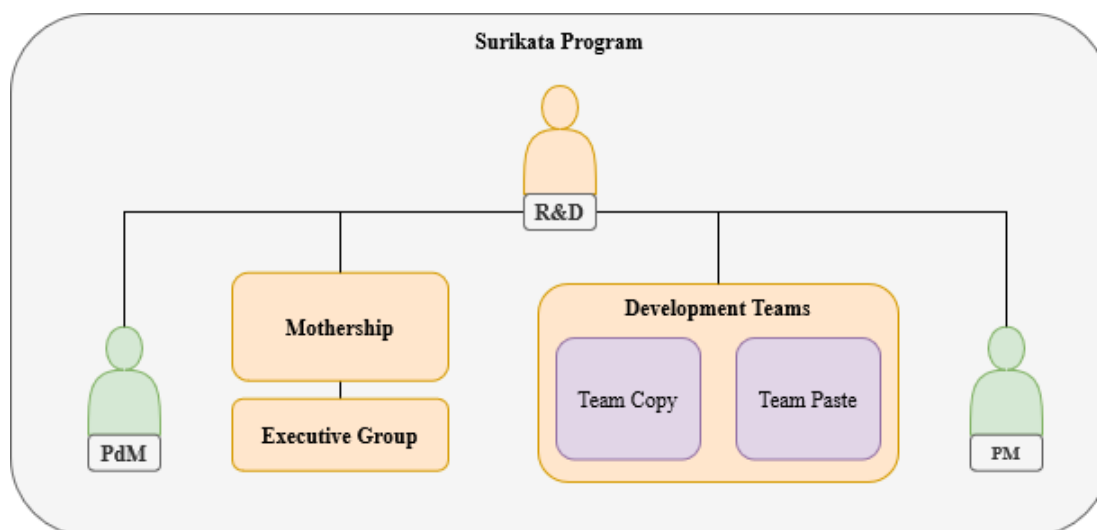 Surikata Program
R&D
Mothership
Development Teams
Team Copy
Team Paste
Executive Group
PdM
PM